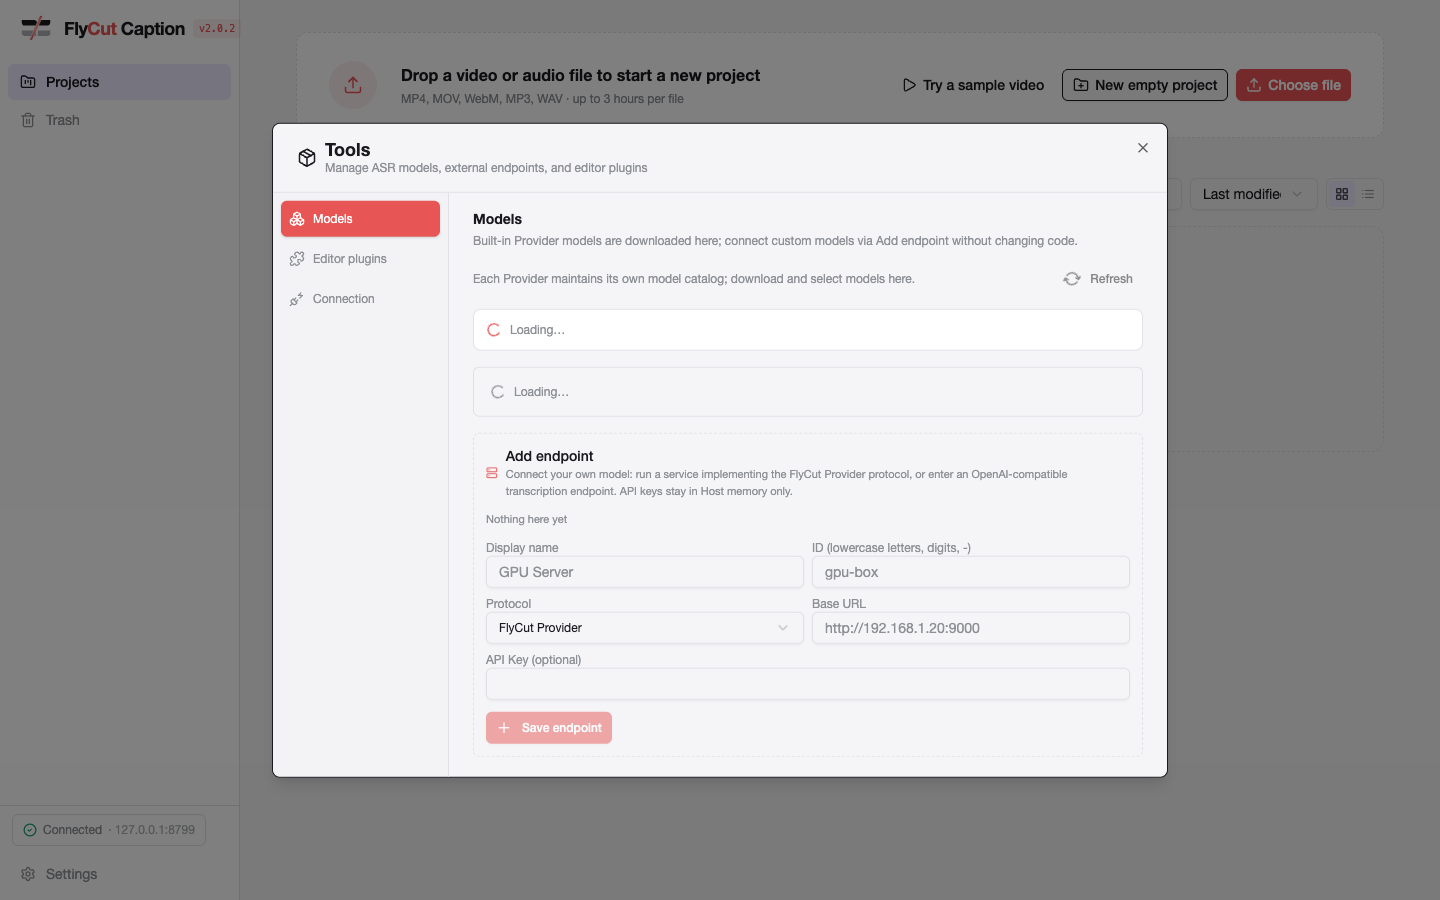 FlyCut Caption v2.0.2
Projects
Trash
Drop a video or audio file to start a new project
MP4, MOV, WebM, MP3, WAV · up to 3 hours per file
Try a sample video
New empty project
Choose file
Last modifie
Tools
Manage ASR models, external endpoints, and editor plugins
Models
Editor plugins
Connection
Models
Built-in Provider models are downloaded here; connect custom models via Add endpoint without changing code.
Each Provider maintains its own model catalog; download and select models here.
Refresh
Loading...
Loading...
Add endpoint
Connect your own model: run a service implementing the FlyCut Provider protocol, or enter an OpenAI-compatible
transcription endpoint. API keys stay in Host memory only.
Nothing here yet
Display name
GPU Server
ID (lowercase letters, digits, -)
gpu-box
Protocol
FlyCut Provider
Base URL
http://192.168.1.20:9000
API Key (optional)
Save endpoint
Connected · 127.0.0.1:8799
Settings